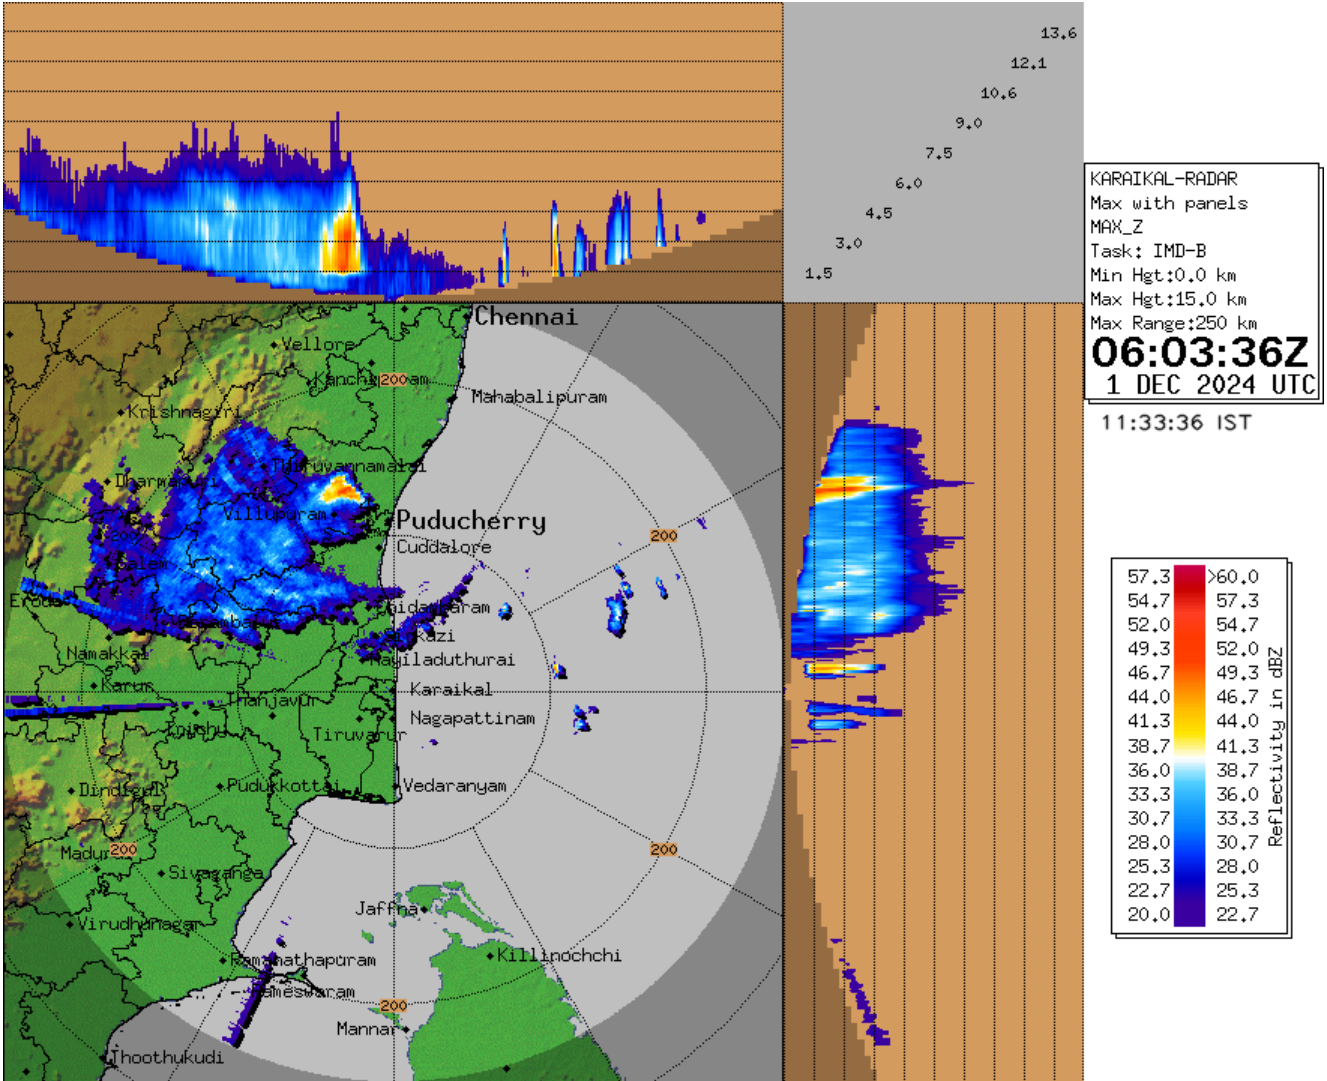 13.6
12.1
10.6
9.0
7.5
6.0
4.5
3.0
1.5
KARAIKAL-RADAR
Max with panels
MAX_Z
Task: IMD-B
Min Hgt:0.0 km
Max Hgt:15.0 km
Max Range:250 km
06:03:36Z
1 DEC 2024 UTC
11:33:36 IST
Chennai
Vellore
200
Mahabalipuram
Krishnagiri
Thiruvannamalai
Dharmapuri
Villupuram
Puducherry
200
200
Cuddalore
Salem
Erode
Chidambaram
Sirkazi
Namakkal
Mayiladuthurai
Karur
Karaikal
Thanjavur
Nagapattinam
Trichy
Tiruvarur
Dindigul
Pudukkottai
Vedaranyam
200
200
Sivaganga
Jaffna
Virudhunagar
Killinochchi
Ramanathapuram
Rameswaram
200
Mannar
Thoothukudi
57.3 >60.0
54.7 57.3
52.0 54.7
49.3 52.0
46.7 49.3
44.0 46.7
41.3 44.0
38.7 41.3
36.0 38.7
33.3 36.0
30.7 33.3
28.0 30.7
25.3 28.0
22.7 25.3
20.0 22.7
Reflectivity in dBZ